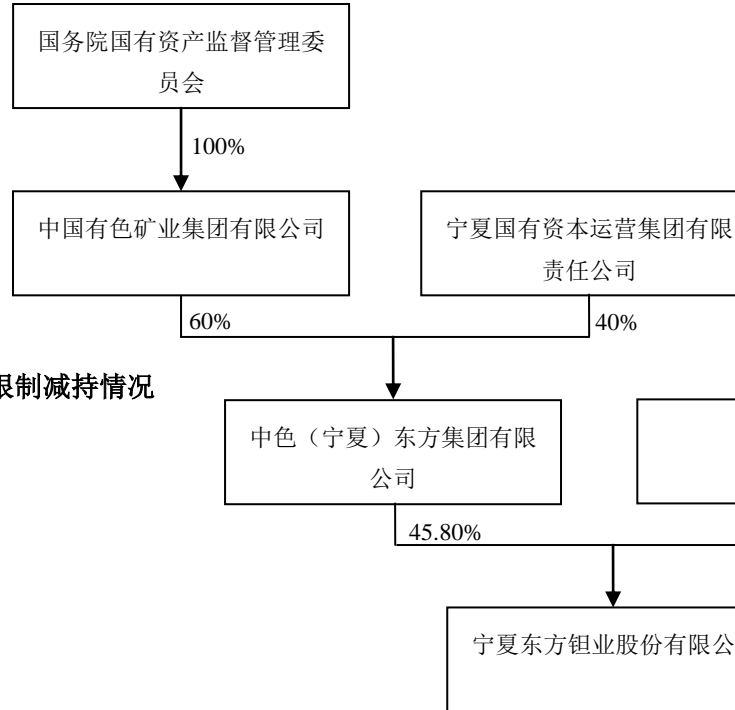 国务院国有资产监督管理委
员会
100%
中国有色矿业集团有限公司
宁夏国有资本运营集团有限
责任公司
60%
40%
限制减持情况
中色（宁夏）东方集团有限
公司
45.80%
宁夏东方钽业股份有限公